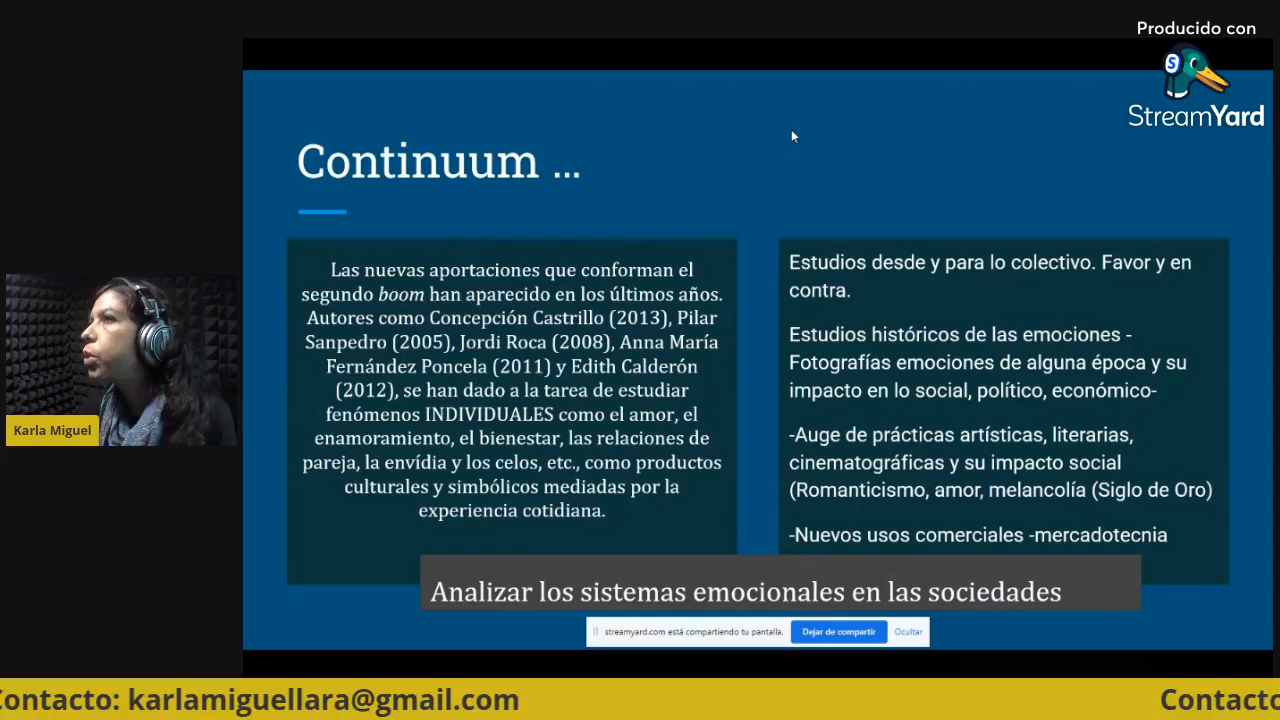 Producido con
StreamYard
Continuum ...
Las nuevas aportaciones que conforman el
segundo boom han aparecido en los últimos años.
Autores como Concepción Castrillo (2013), Pilar
Sanpedro (2005), Jordi Roca (2008), Anna María
Fernández Poncela (2011) y Edith Calderón
(2012), se han dado a la tarea de estudiar
fenómenos INDIVIDUALES como el amor, el
enamoramiento, el bienestar, las relaciones de
pareja, la envídia y los celos, etc., como productos
culturales y simbólicos mediadas por la
experiencia cotidiana.
Estudios desde y para lo colectivo. Favor y en
contra.
Estudios históricos de las emociones -
Fotografías emociones de alguna época y su
impacto en lo social, político, económico-
-Auge de prácticas artísticas, literarias,
cinematográficas y su impacto social
(Romanticismo, amor, melancolía (Siglo de Oro)
-Nuevos usos comerciales -mercadotecnia
Analizar los sistemas emocionales en las sociedades
streamyard.com está compartiendo tu pantalla.
Dejar de compartir
Ocultar
Karla Miguel
Contacto: karlamiguellara@gmail.com
Contacto